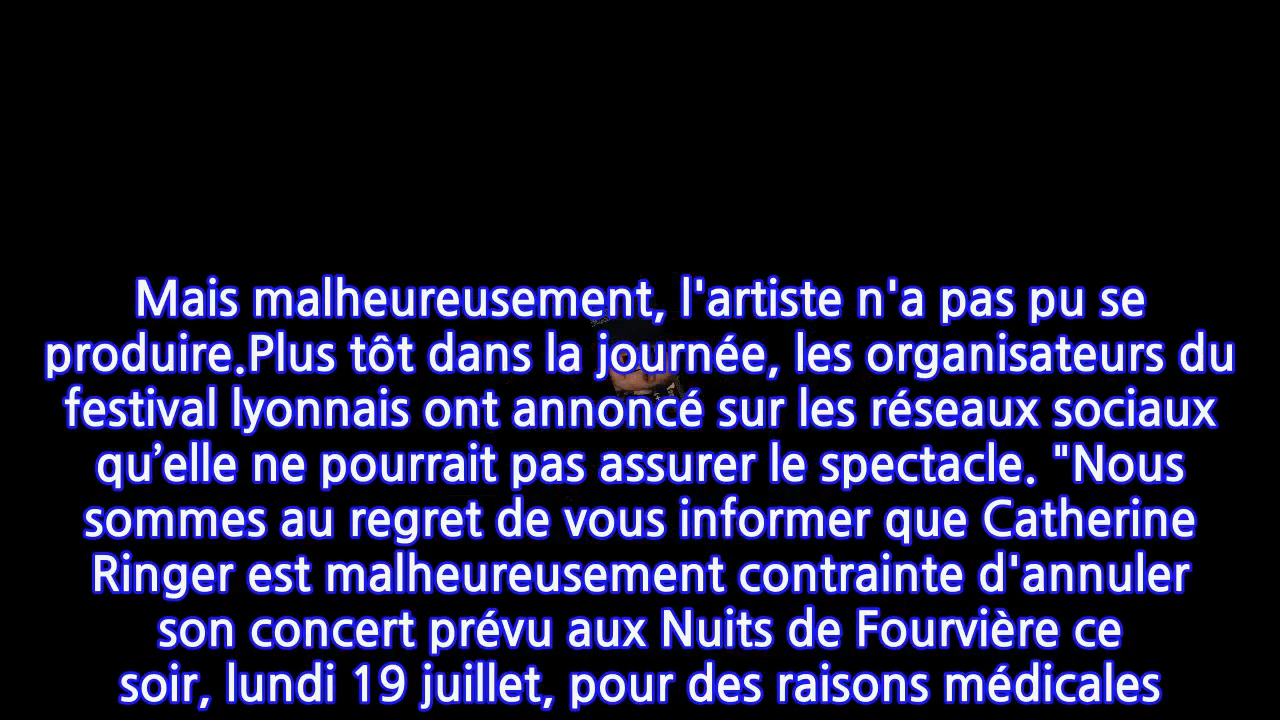 Mais malheureusement, l'artiste n'a pas pu se
produire.Plus tôt dans la journée, les organisateurs du
festival lyonnais ont annoncé sur les réseaux sociaux
qu’elle ne pourrait pas assurer le spectacle. "Nous
sommes au regret de vous informer que Catherine
Ringer est malheureusement contrainte d'annuler
son concert prévu aux Nuits de Fourvière ce
soir, lundi 19 juillet, pour des raisons médicales